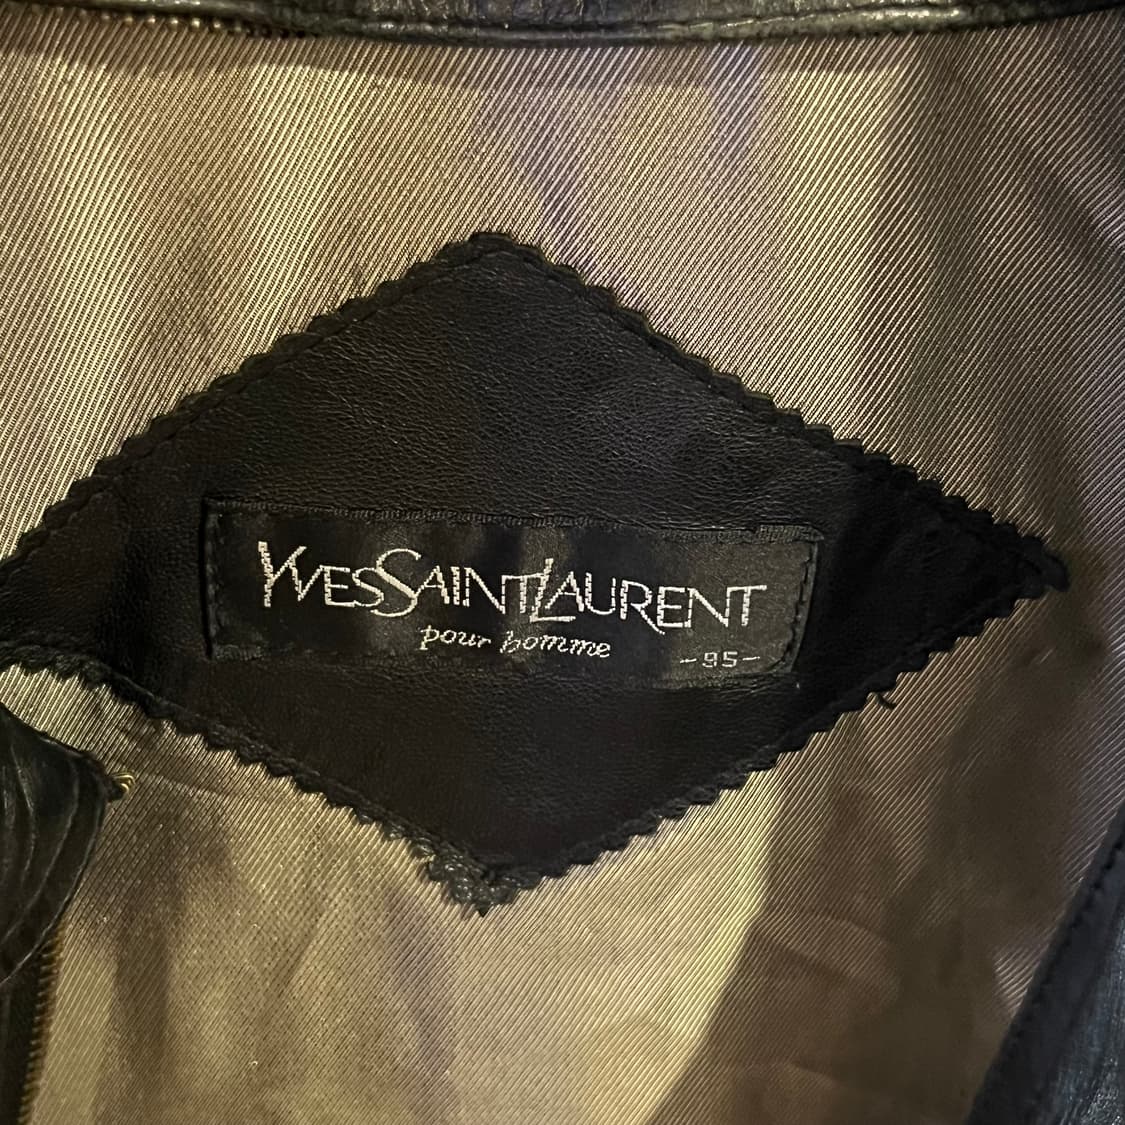 YVESSAINTLAURENT
pour homme
-95-